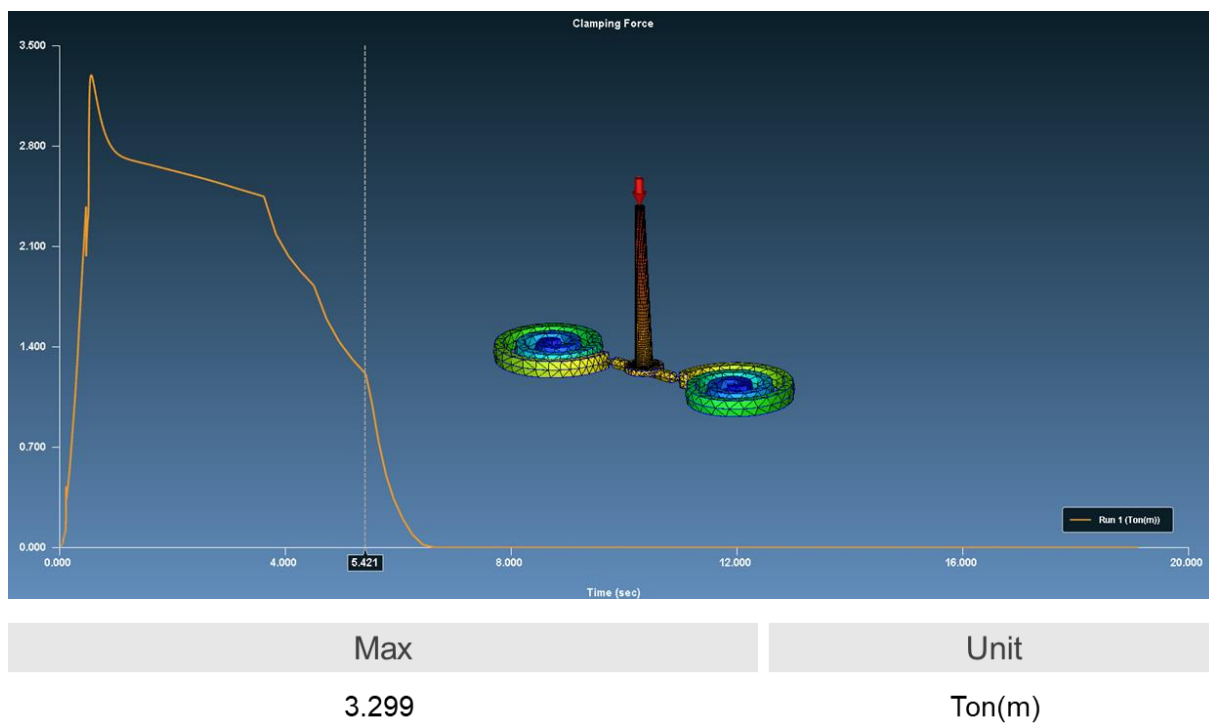 Clamping Force
3.500
2.800
2.100
1.400
0.700
0.000
Run 1 (Ton(m))
0.000 4.000 5.421 8.000 12.000 16.000 20.000
Time (sec)
Max Unit
3.299 Ton(m)